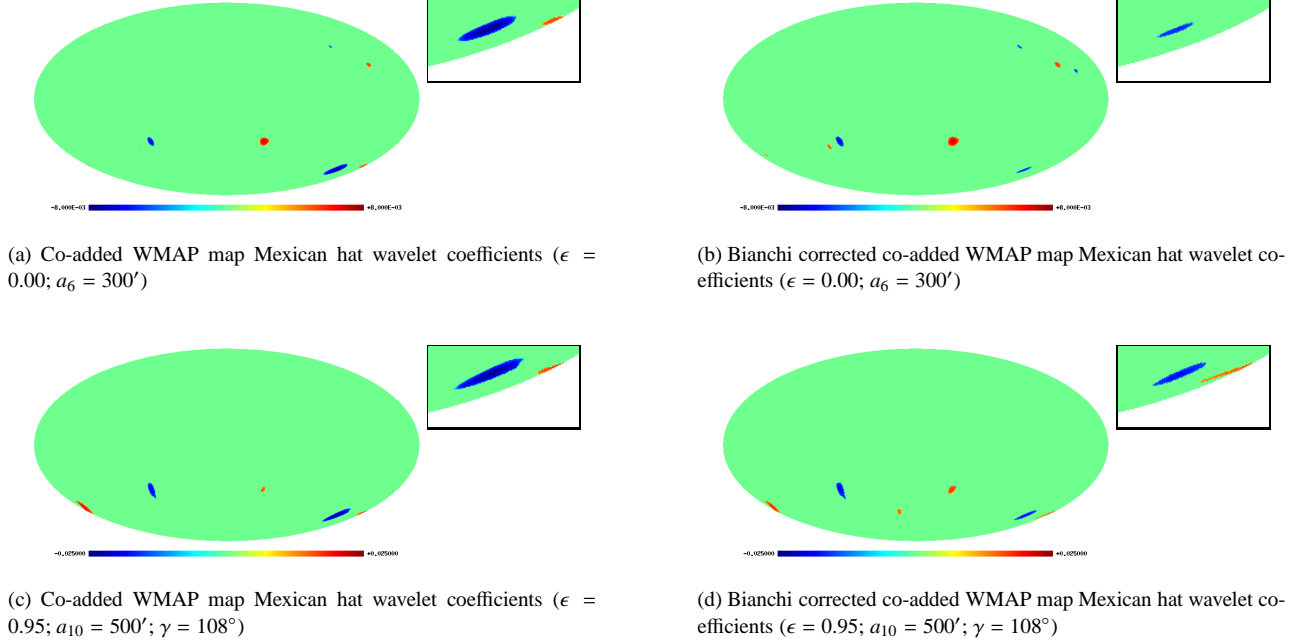 -8.000E-03 +8.000E-03
-8.000E-03 +8.000E-03
(a) Co-added WMAP map Mexican hat wavelet coefficients (ϵ =
0.00; a₆ = 300′)
(b) Bianchi corrected co-added WMAP map Mexican hat wavelet co-
efficients (ϵ = 0.00; a₆ = 300′)
-0.025000 +0.025000
-0.025000 +0.025000
(c) Co-added WMAP map Mexican hat wavelet coefficients (ϵ =
0.95; a₁₀ = 500′; γ = 108°)
(d) Bianchi corrected co-added WMAP map Mexican hat wavelet co-
efficients (ϵ = 0.95; a₁₀ = 500′; γ = 108°)